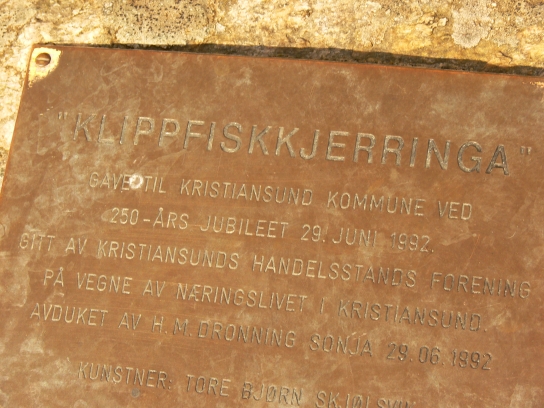 "KLIPPFISKKJERRINGA"
GAVE TIL KRISTIANSUND KOMMUNE VED
250-ÅRS JUBILEET 29. JUNI 1992.
GITT AV KRISTIANSUNDS HANDELSSTANDS FORENING
PÅ VEGNE AV NÆRINGSLIVET I KRISTIANSUND.
AVDUKET AV H.M. DRONNING SONJA 29.06.1992
KUNSTNER: TORE BJØRN